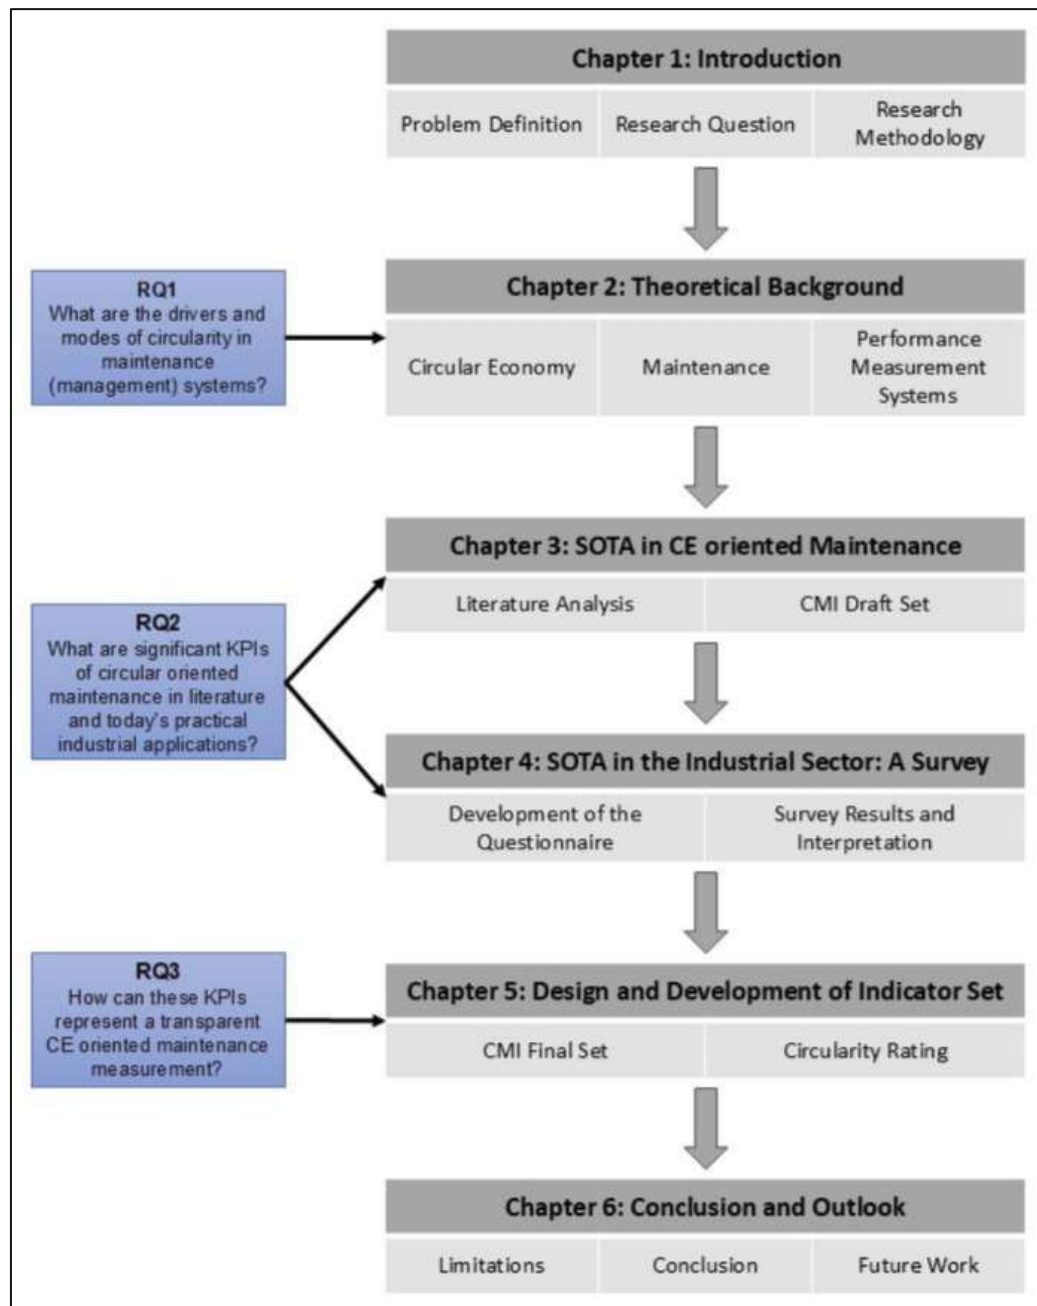 Chapter 1: Introduction
Problem Definition
Research Question
Research
Methodology
RQ1
What are the drivers and
modes of circularity in
maintenance
(management) systems?
Chapter 2: Theoretical Background
Circular Economy
Maintenance
Performance
Measurement
Systems
Chapter 3: SOTA in CE oriented Maintenance
Literature Analysis
CMI Draft Set
RQ2
What are significant KPIs
of circular oriented
maintenance in literature
and today's practical
industrial applications?
Chapter 4: SOTA in the Industrial Sector: A Survey
Development of the
Questionnaire
Survey Results and
Interpretation
RQ3
How can these KPIs
represent a transparent
CE oriented maintenance
measurement?
Chapter 5: Design and Development of Indicator Set
CMI Final Set
Circularity Rating
Chapter 6: Conclusion and Outlook
Limitations
Conclusion
Future Work